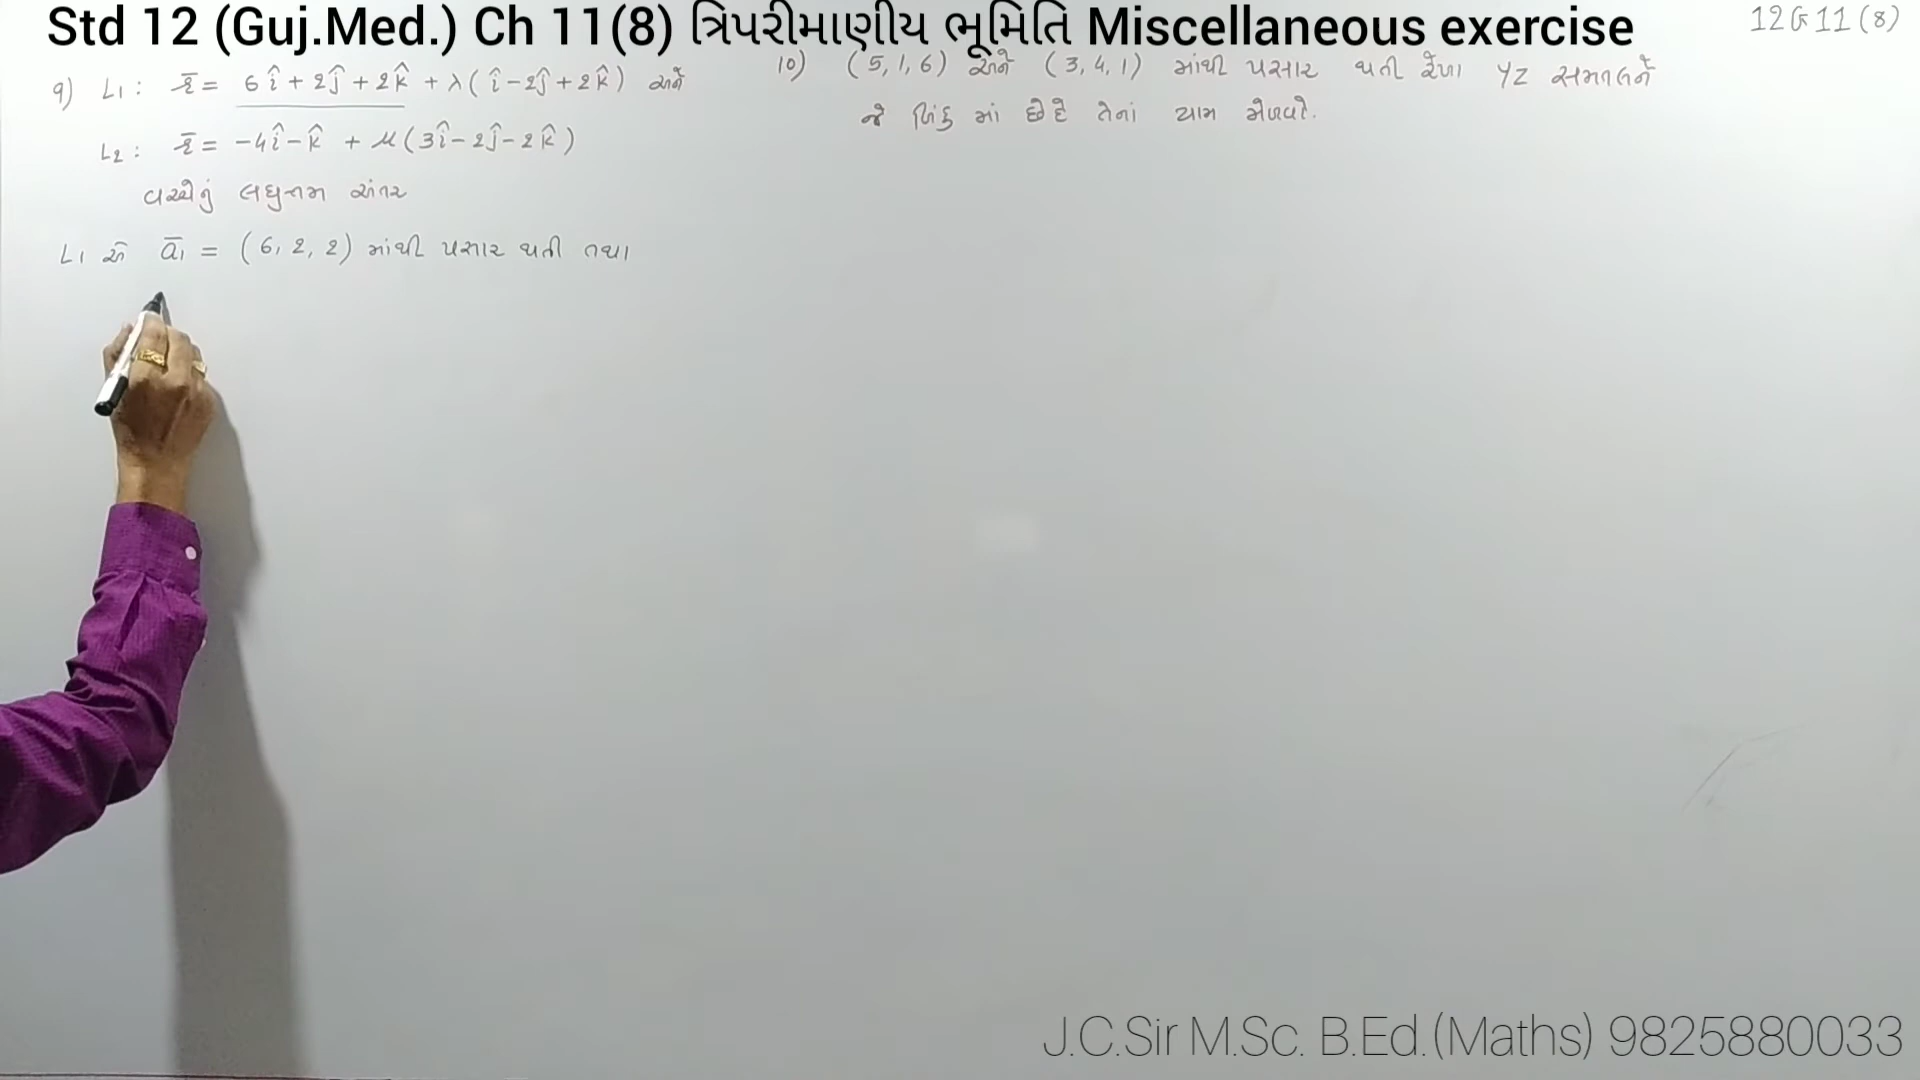 Std 12 (Guj.Med.) Ch 11(8) ત્રિપરીમાણીય ભૂમિતિ Miscellaneous exercise
12G11(8)
9) L₁ : r̄ = 6î + 2ĵ + 2k̂ + λ(î - 2ĵ + 2k̂) અને
L₂ : r̄ = -4î - k̂ + μ(3î - 2ĵ - 2k̂)
વચ્ચેનું લઘુત્તમ અંતર
L₁ એ ā₁ = (6, 2, 2) માંથી પસાર થતી તથા
10) (5, 1, 6) અને (3, 4, 1) માંથી પસાર થતી રેખા YZ સમતલને
જે બિંદુ માં છેદે તેનાં યામ મેળવો.
J.C.Sir M.Sc. B.Ed.(Maths) 9825880033